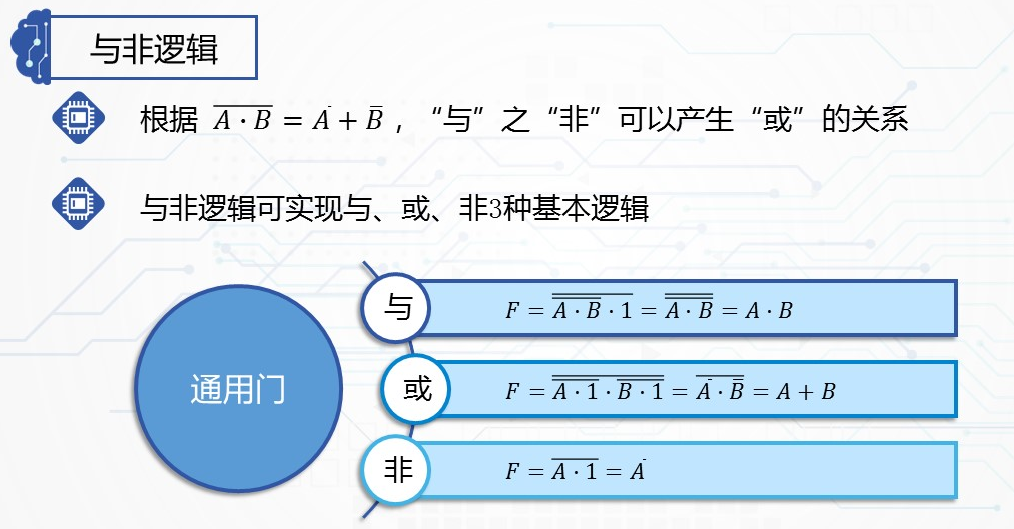 与非逻辑
根据 $\overline{A \cdot B} = \bar{A} + \bar{B}$ ，“与”之“非”可以产生“或”的关系
与非逻辑可实现与、或、非3种基本逻辑
通用门
与 $F = \overline{\overline{A \cdot B} \cdot 1} = \overline{\overline{A \cdot B}} = A \cdot B$
或 $F = \overline{\overline{A \cdot 1} \cdot \overline{B \cdot 1}} = \overline{\bar{A} \cdot \bar{B}} = A + B$
非 $F = \overline{A \cdot 1} = \bar{A}$